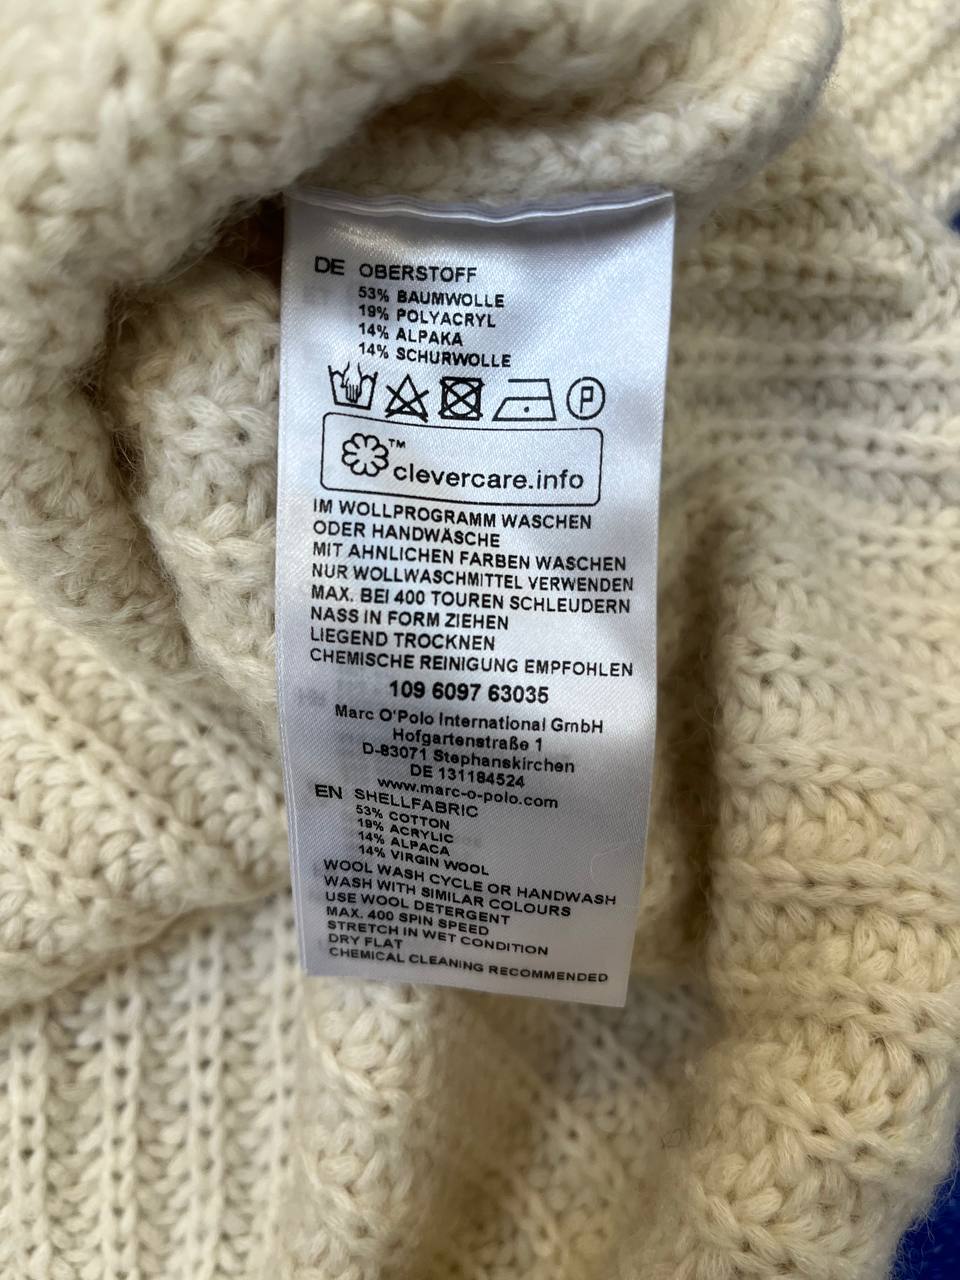 DE OBERSTOFF
53% BAUMWOLLE
19% POLYACRYL
14% ALPAKA
14% SCHURWOLLE
P
™
clevercare.info
IM WOLLPROGRAMM WASCHEN
ODER HANDWÄSCHE
MIT AHNLICHEN FARBEN WASCHEN
NUR WOLLWASCHMITTEL VERWENDEN
MAX. BEI 400 TOUREN SCHLEUDERN
NASS IN FORM ZIEHEN
LIEGEND TROCKNEN
CHEMISCHE REINIGUNG EMPFOHLEN
109 6097 63035
Marc O'Polo International GmbH
Hofgartenstraße 1
D-83071 Stephanskirchen
DE 131184524
www.marc-o-polo.com
EN SHELLFABRIC
53% COTTON
19% ACRYLIC
14% ALPACA
14% VIRGIN WOOL
WOOL WASH CYCLE OR HANDWASH
WASH WITH SIMILAR COLOURS
USE WOOL DETERGENT
MAX. 400 SPIN SPEED
STRETCH IN WET CONDITION
DRY FLAT
CHEMICAL CLEANING RECOMMENDED